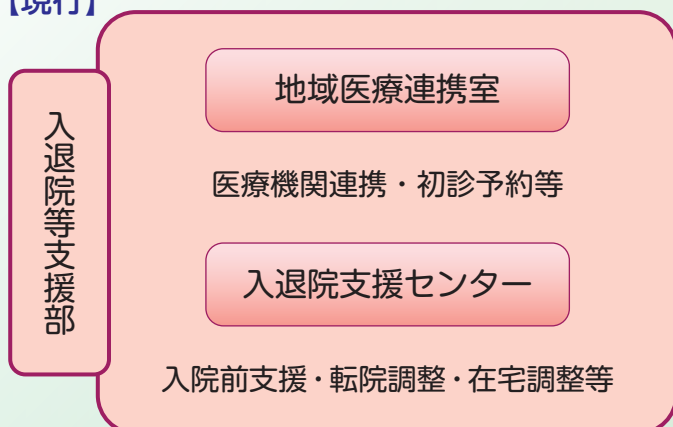 【現行】
入退院等支援部
地域医療連携室
医療機関連携・初診予約等
入退院支援センター
入院前支援・転院調整・在宅調整等